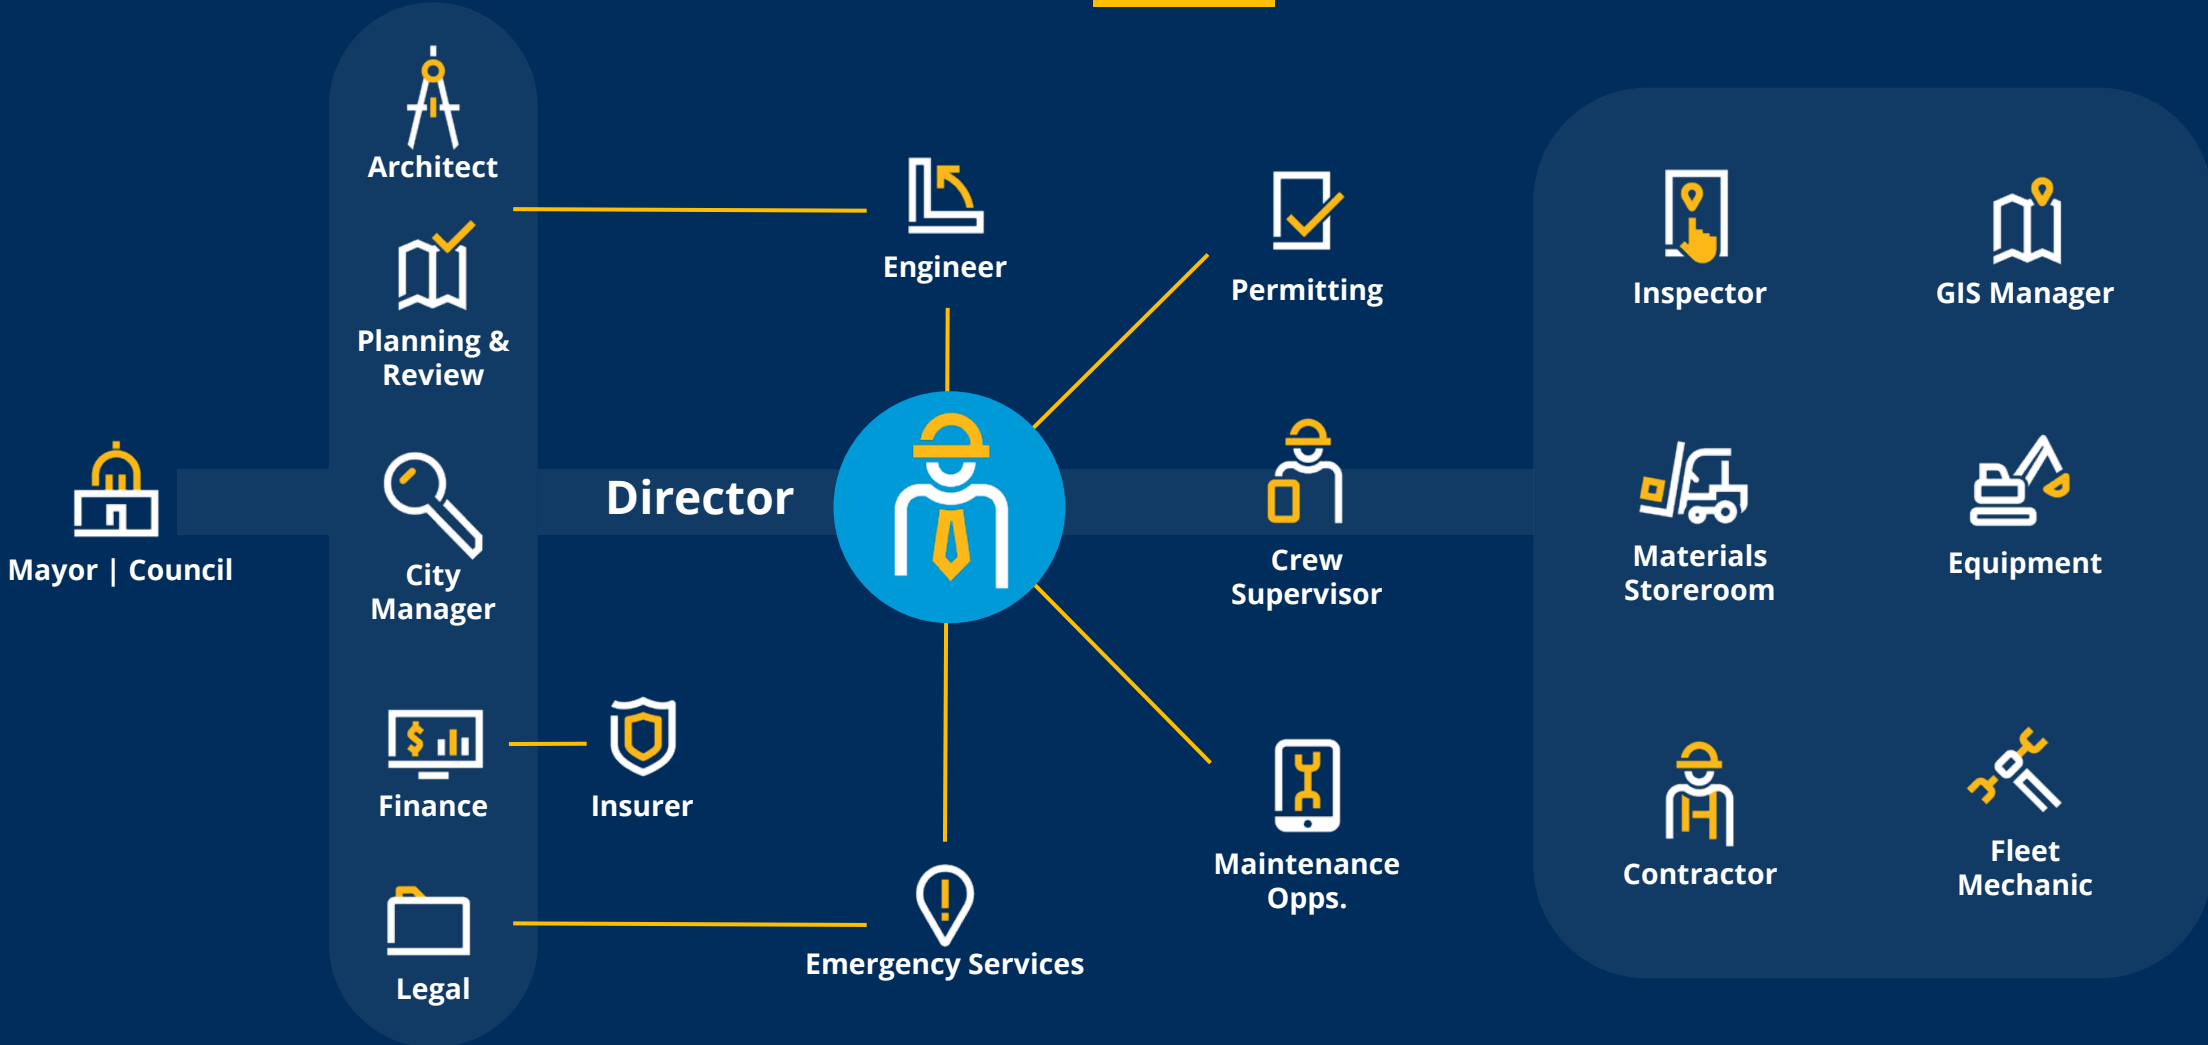 Architect
Planning &
Review
Mayor | Council
City
Manager
Finance
Insurer
Legal
Director
Engineer
Permitting
Crew
Supervisor
Maintenance
Opps.
Emergency Services
Inspector
GIS Manager
Materials
Storeroom
Equipment
Contractor
Fleet
Mechanic